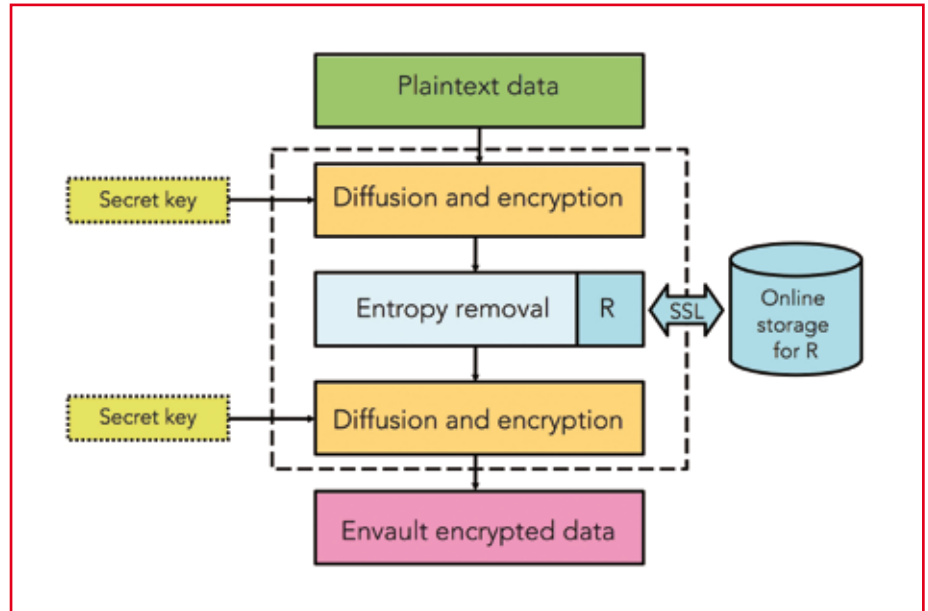 Plaintext data
Secret key
Diffusion and encryption
Entropy removal
R
SSL
Online
storage
for R
Secret key
Diffusion and encryption
Envault encrypted data